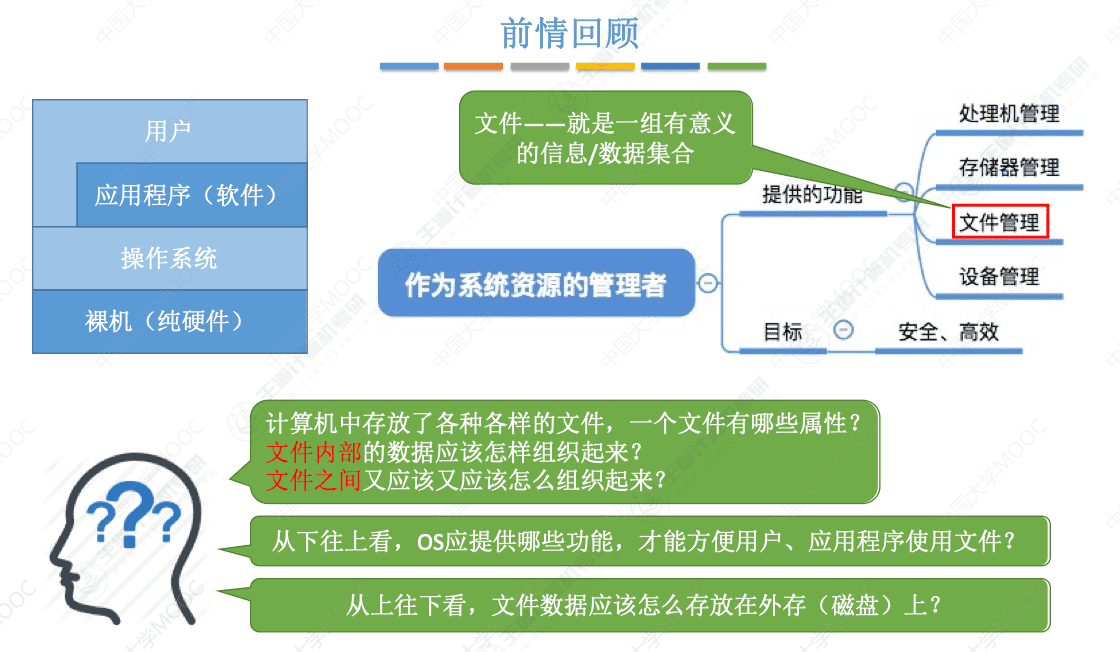 前情回顾
用户
应用程序（软件）
操作系统
裸机（纯硬件）
文件——就是一组有意义
的信息/数据集合
作为系统资源的管理者
提供的功能
处理机管理
存储器管理
文件管理
设备管理
目标
安全、高效
计算机中存放了各种各样的文件，一个文件有哪些属性？
文件内部的数据应该怎样组织起来？
文件之间又应该又应该怎么组织起来？
从下往上看，OS应提供哪些功能，才能方便用户、应用程序使用文件？
从上往下看，文件数据应该怎么存放在外存（磁盘）上？
???